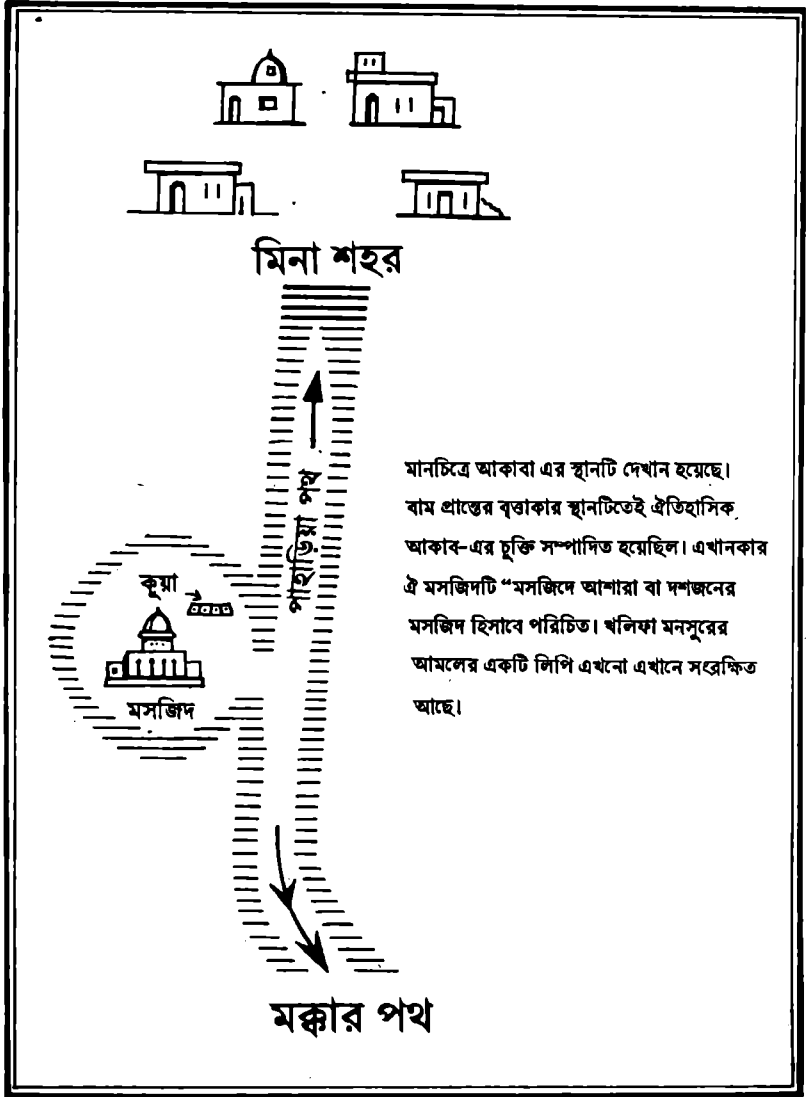 মিনা শহর
পাহাড়িয়া পথ
মানচিত্রে আকাবা এর স্থানটি দেখান হয়েছে।
বাম প্রান্তের বৃত্তাকার স্থানটিতেই ঐতিহাসিক
আকাব-এর চুক্তি সম্পাদিত হয়েছিল। এখানকার
ঐ মসজিদটি “মসজিদে আশারা বা দশজনের
মসজিদ হিসাবে পরিচিত। খলিফা মনসুরের
আমলের একটি লিপি এখনো এখানে সংরক্ষিত
আছে।
কূয়া
মসজিদ
মক্কার পথ